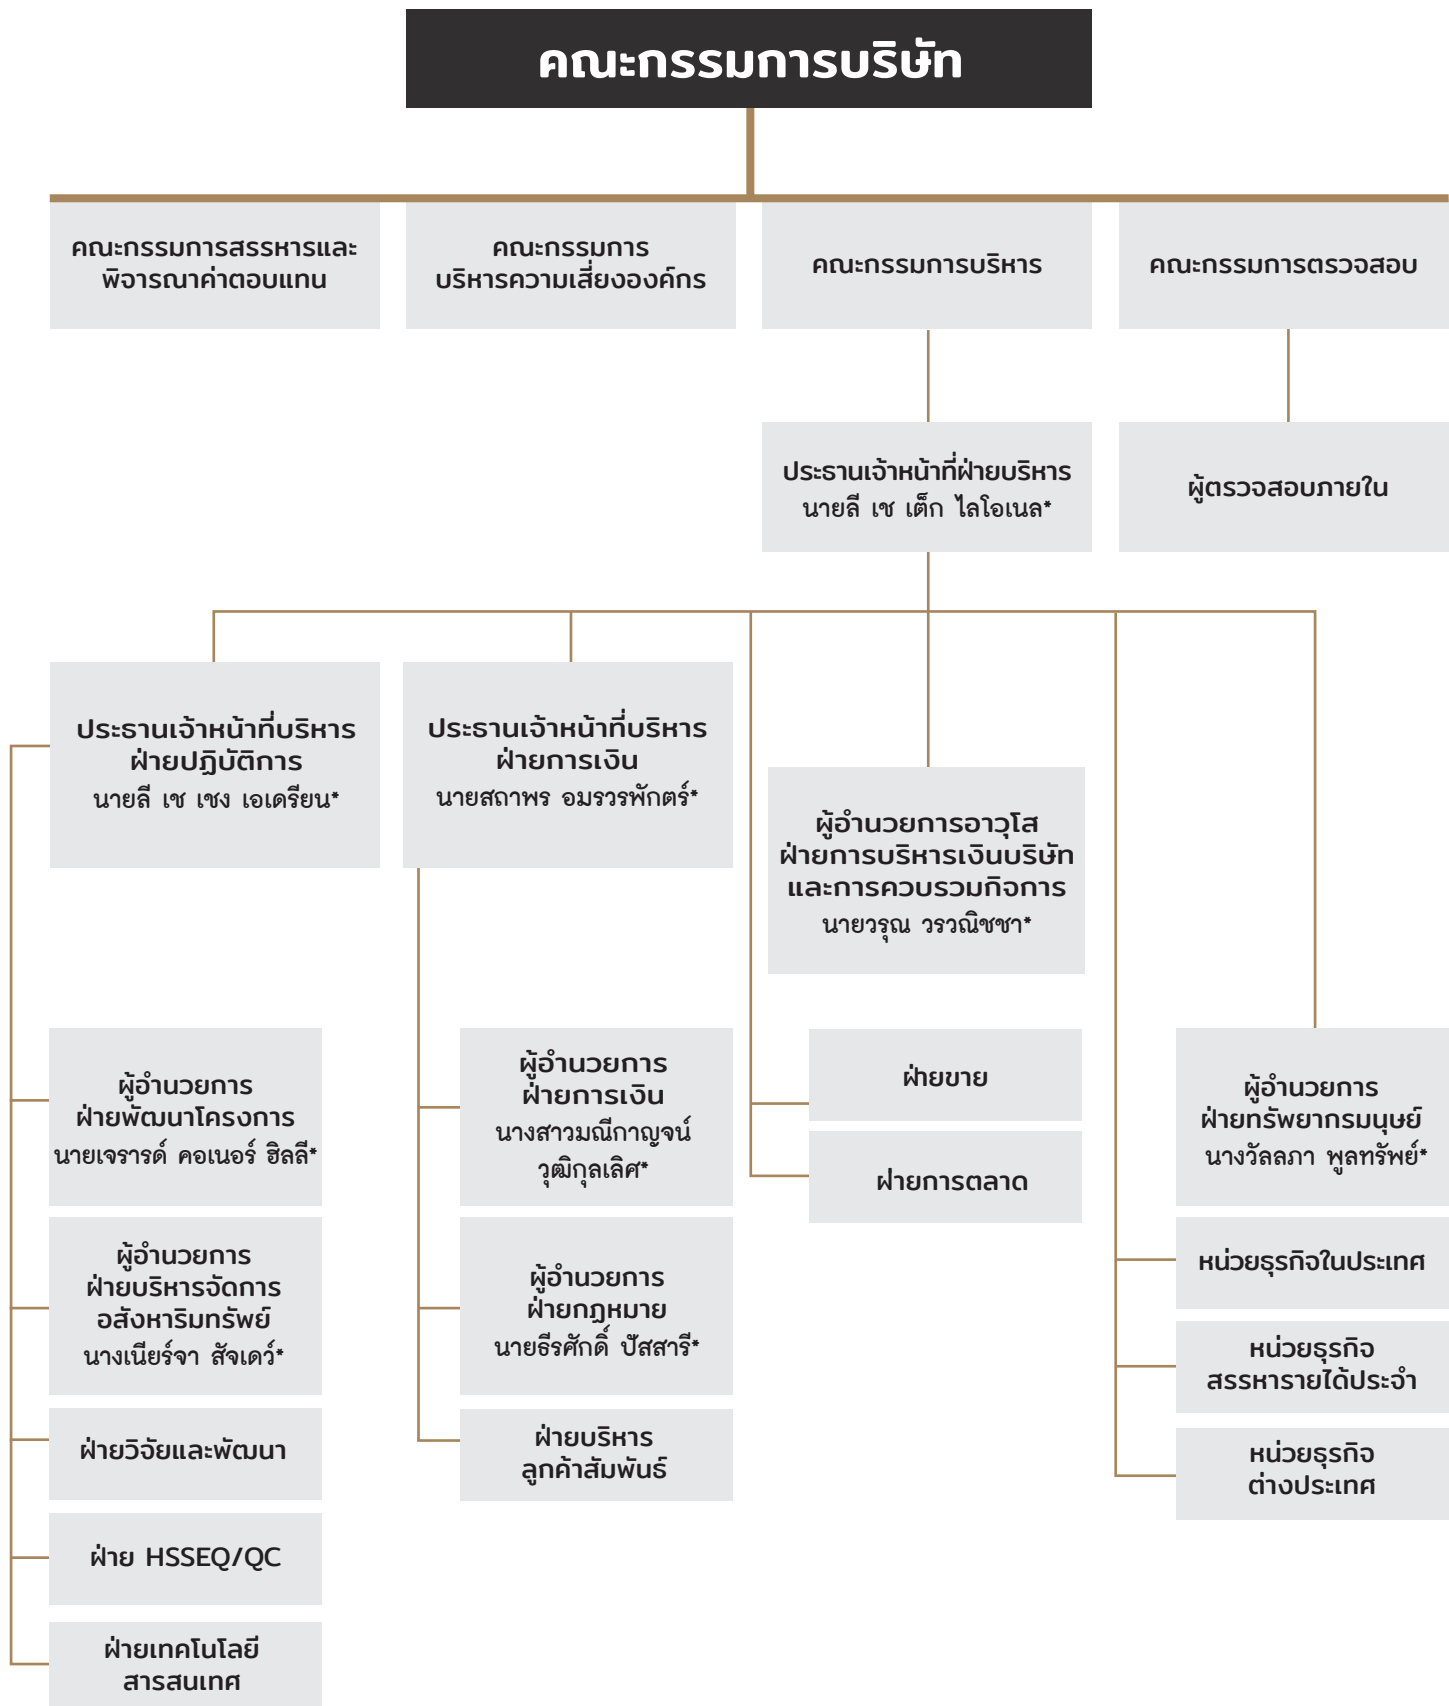 คณะกรรมการบริษัท
คณะกรรมการสรรหารและ
พิจารณาค่าตอบแทน
คณะกรรมการ
บริหารความเสี่ยงองค์กร
คณะกรรมการบริหาร
คณะกรรมการตรวจสอบ
ประธานเจ้าหน้าที่ฝ่ายบริหาร
นายลี เช เต็ก ไลโอเนล*
ผู้ตรวจสอบภายใน
ประธานเจ้าหน้าที่บริหาร
ฝ่ายปฏิบัติการ
นายลี เช เชง เอเดรียน*
ประธานเจ้าหน้าที่บริหาร
ฝ่ายการเงิน
นายสถาพร อมรวรพักตร์*
ผู้อำนวยการอาวุโส
ฝ่ายการบริหารเงินบริษัท
และการควบรวมกิจการ
นายวรุณ วรวณิชชา*
ผู้อำนวยการ
ฝ่ายพัฒนาโครงการ
นายเจรารด์ คอเนอร์ ฮิลลี*
ผู้อำนวยการ
ฝ่ายบริหารจัดการ
อสังหาริมทรัพย์
นางเนียร์จา สัจเดว์*
ฝ่ายวิจัยและพัฒนา
ฝ่าย HSSEQ/QC
ฝ่ายเทคโนโลยี
สารสนเทศ
ผู้อำนวยการ
ฝ่ายการเงิน
นางสาวมณีกาญจน์
วุฒิกุลเลิศ*
ผู้อำนวยการ
ฝ่ายกฎหมาย
นายธีรศักดิ์ ปัสสารี*
ฝ่ายบริหาร
ลูกค้าสัมพันธ์
ฝ่ายขาย
ฝายการตลาด
ผู้อำนวยการ
ฝ่ายทรัพยากรมนุษย์
นางวัลลภา พูลทรัพย์*
หน่วยธุรกิจในประเทศ
หน่วยธุรกิจ
สรรหารายได้ประจำ
หน่วยธุรกิจ
ต่างประเทศ